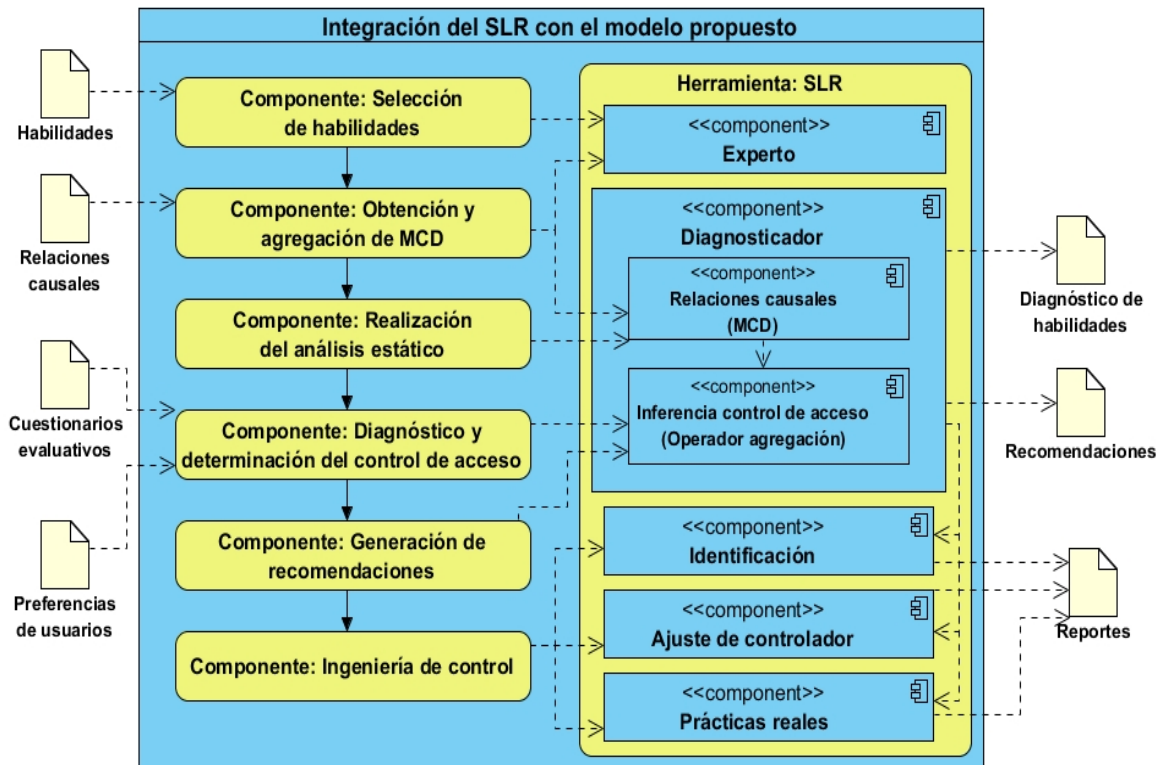 Integración del SLR con el modelo propuesto
Habilidades
Relaciones
causales
Cuestionarios
evaluativos
Preferencias
de usuarios
Componente: Selección
de habilidades
Componente: Obtención y
agregación de MCD
Componente: Realización
del análisis estático
Componente: Diagnóstico y
determinación del control de acceso
Componente: Generación de
recomendaciones
Componente: Ingeniería de control
Herramienta: SLR
<<component>>
Experto
<<component>>
Diagnosticador
<<component>>
Relaciones causales
(MCD)
<<component>>
Inferencia control de acceso
(Operador agregación)
<<component>>
Identificación
<<component>>
Ajuste de controlador
<<component>>
Prácticas reales
Diagnóstico de
habilidades
Recomendaciones
Reportes